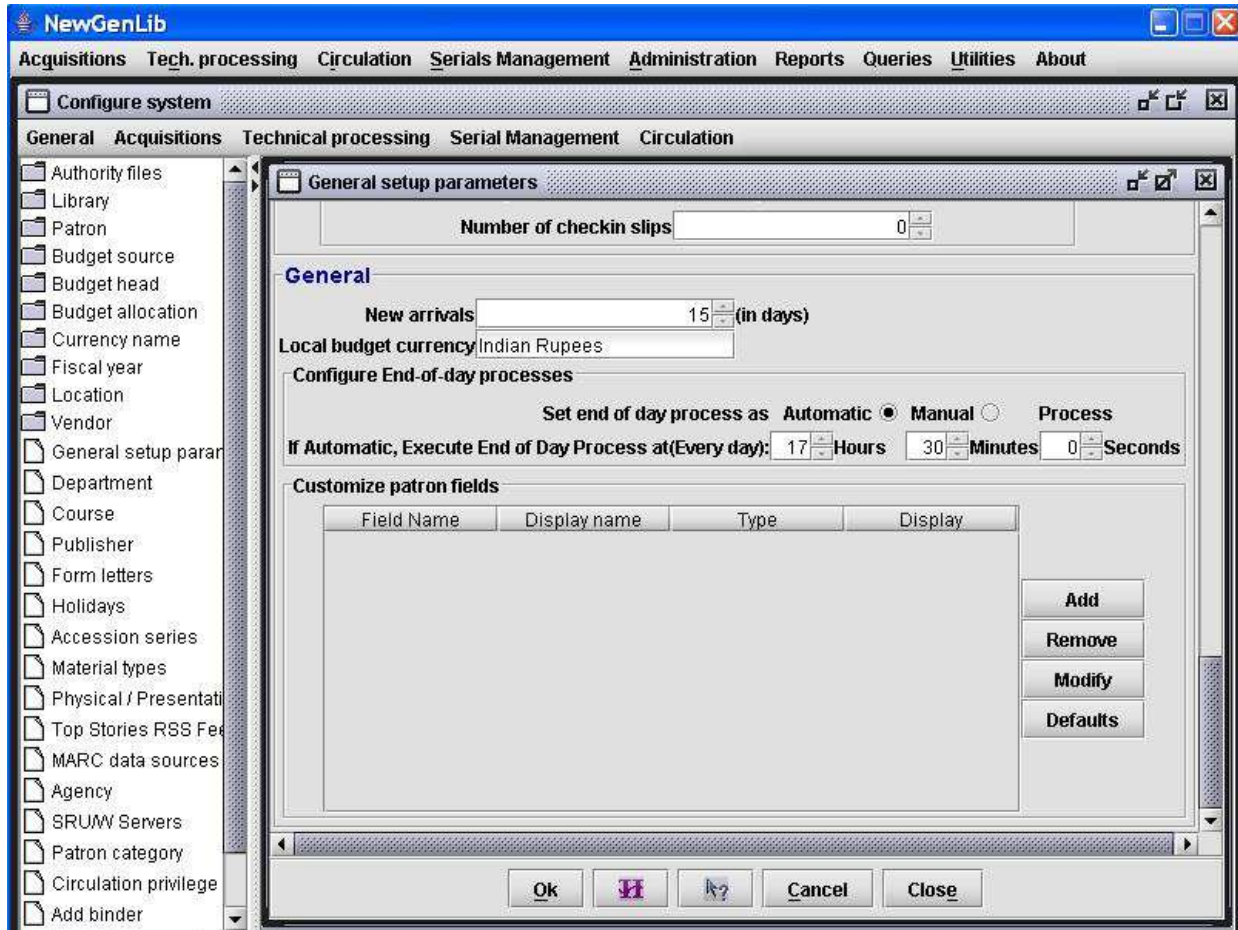 NewGenLib
Acquisitions Tech. processing Circulation Serials Management Administration Reports Queries Utilities About
Configure system
General Acquisitions Technical processing Serial Management Circulation
Authority files
Library
Patron
Budget source
Budget head
Budget allocation
Currency name
Fiscal year
Location
Vendor
General setup parar
Department
Course
Publisher
Form letters
Holidays
Accession series
Material types
Physical / Presentati
Top Stories RSS Fee
MARC data sources
Agency
SRU/W Servers
Patron category
Circulation privilege
Add binder
General setup parameters
Number of checkin slips 0
General
New arrivals 15 (in days)
Local budget currency Indian Rupees
Configure End-of-day processes
Set end of day process as Automatic Manual Process
If Automatic, Execute End of Day Process at(Every day): 17 Hours 30 Minutes 0 Seconds
Customize patron fields
Field Name Display name Type Display
Add
Remove
Modify
Defaults
Ok Cancel Close